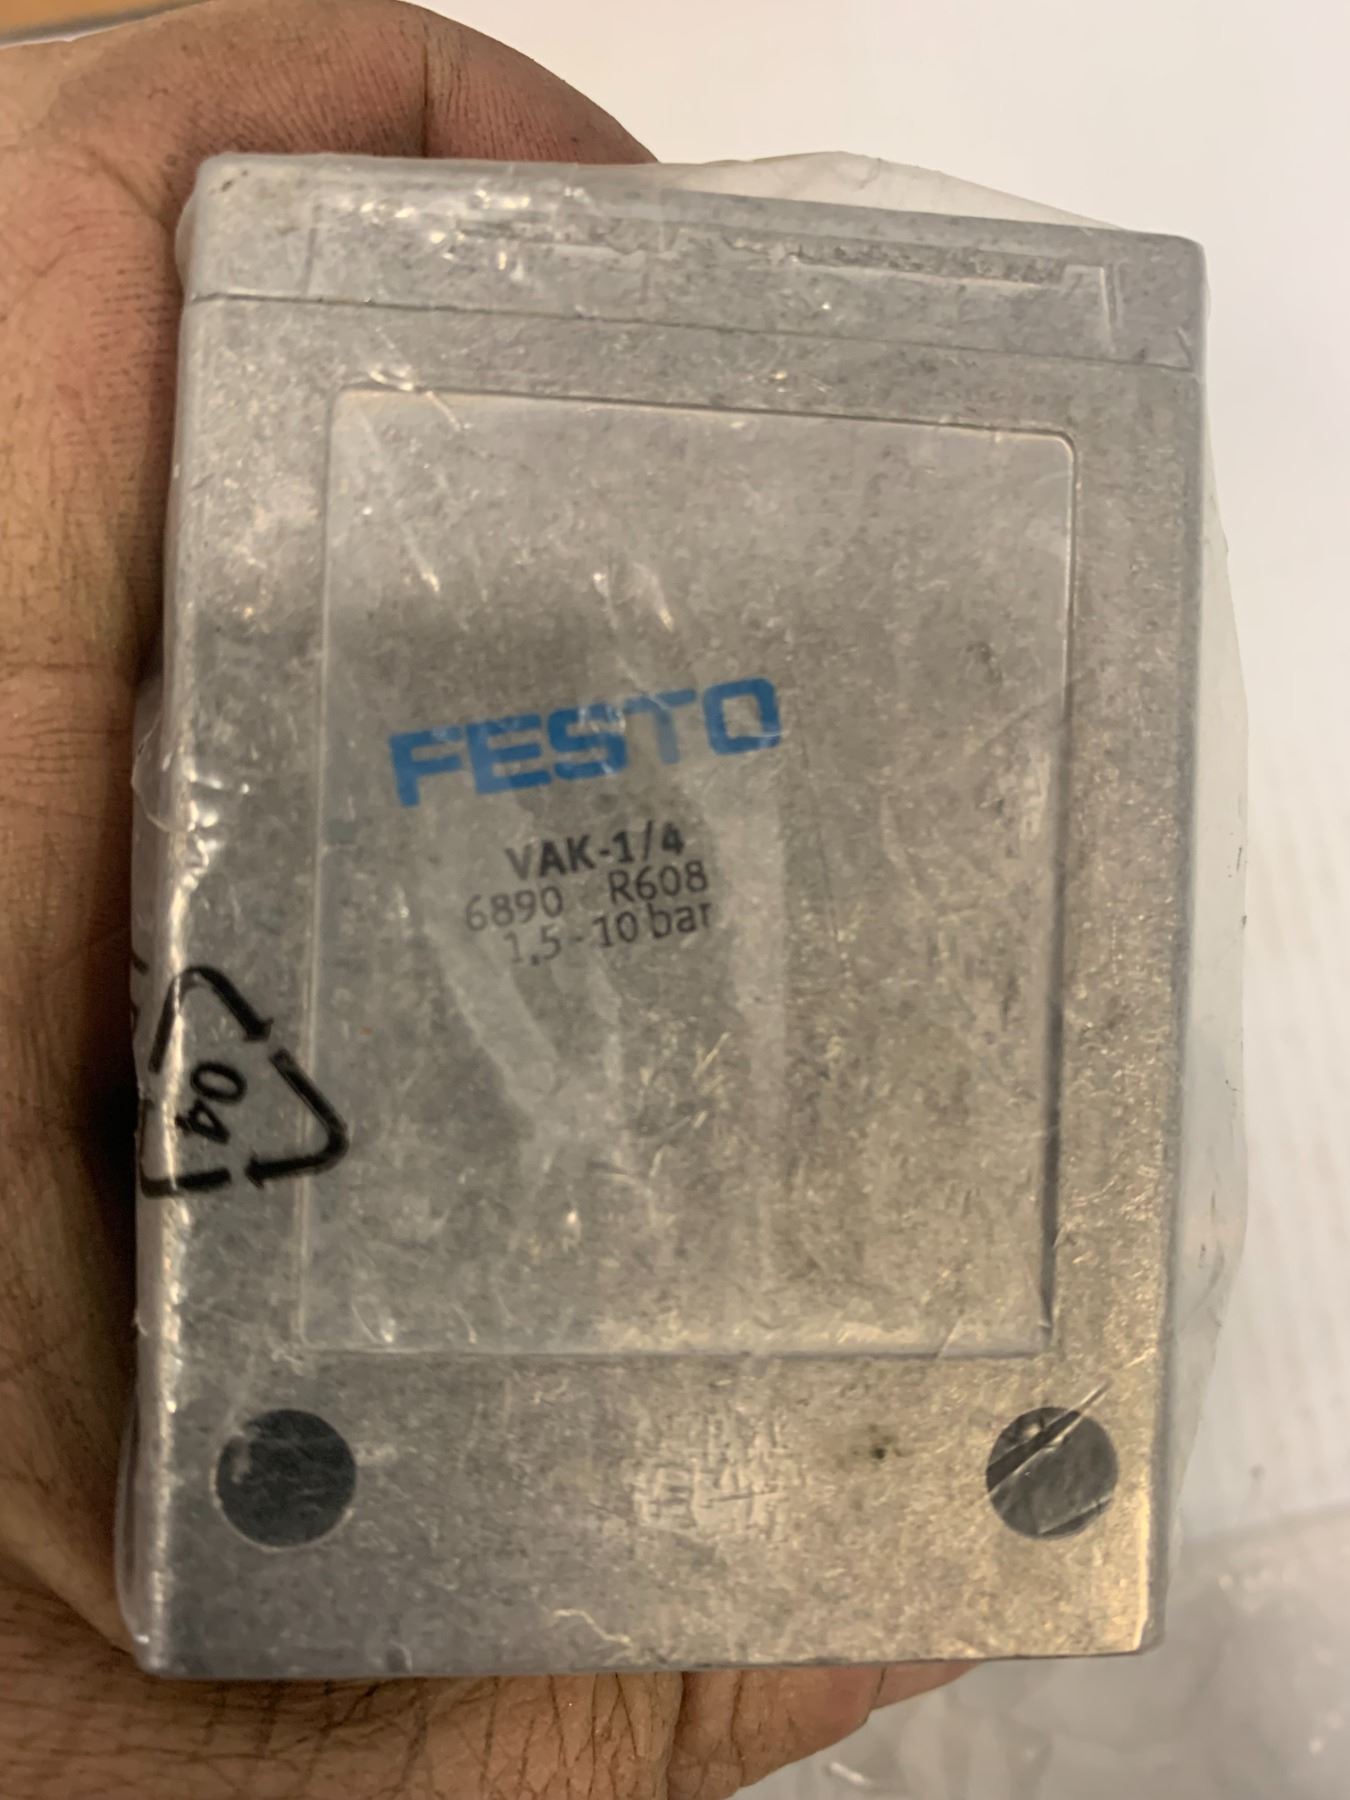 FESTO
VAK-1/4
6890 R608
1,5-10 bar
04